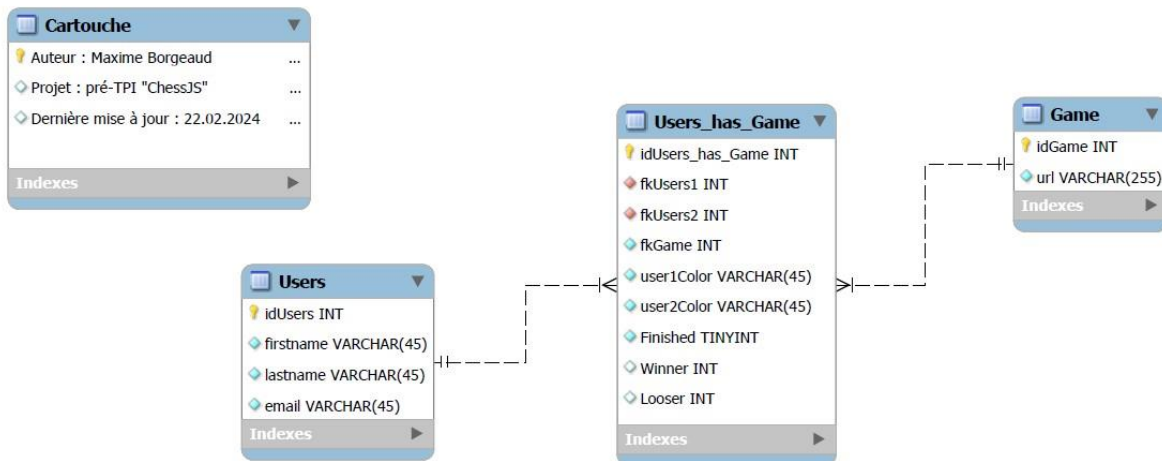 Cartouche
Auteur : Maxime Borgeaud ...
Projet : pré-TPI "ChessJS" ...
Dernière mise à jour : 22.02.2024 ...
Indexes
Users
idUsers INT
firstname VARCHAR(45)
lastname VARCHAR(45)
email VARCHAR(45)
Indexes
Users_has_Game
idUsers_has_Game INT
fkUsers1 INT
fkUsers2 INT
fkGame INT
user1Color VARCHAR(45)
user2Color VARCHAR(45)
Finished TINYINT
Winner INT
Looser INT
Indexes
Game
idGame INT
url VARCHAR(255)
Indexes